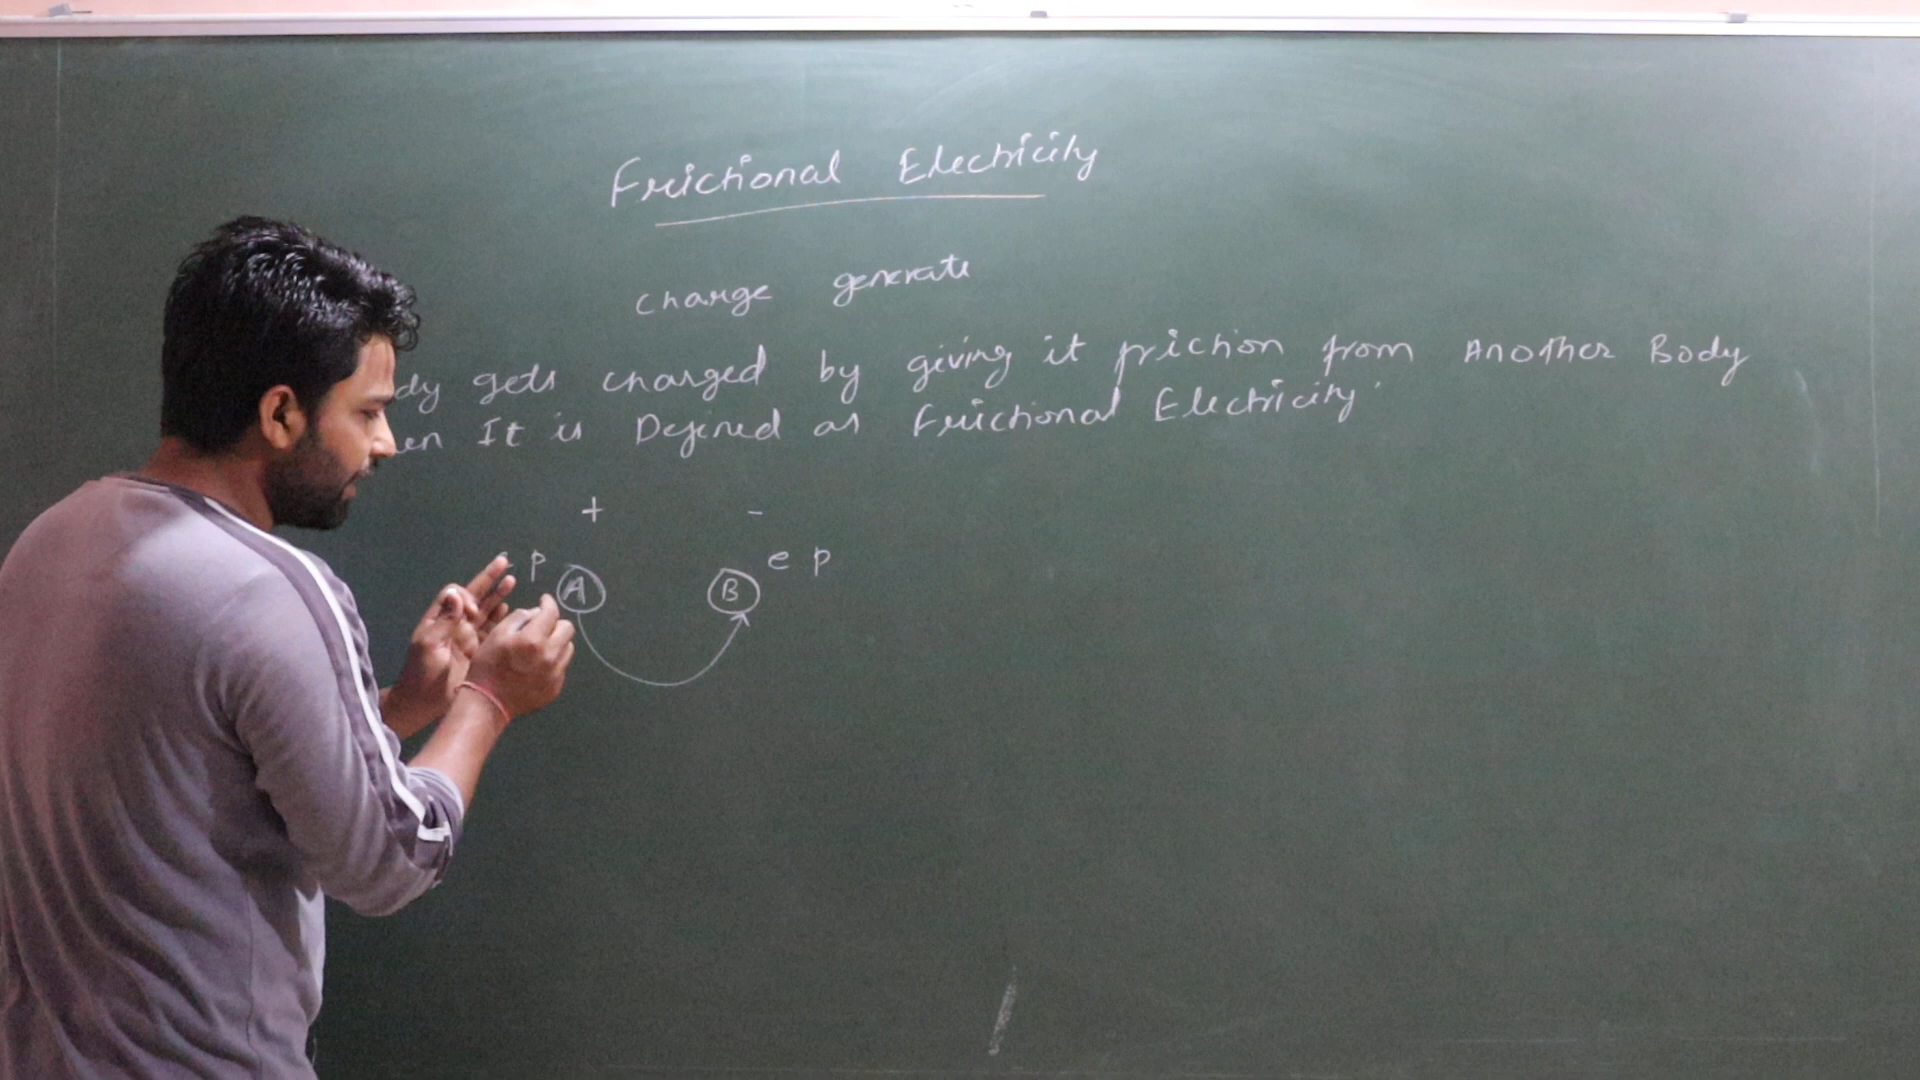 Frictional Electricity
charge generate
dy gets charged by giving it friction from Another Body
en It is Defined as Frictional Electricity.
+ -
e p A B e p